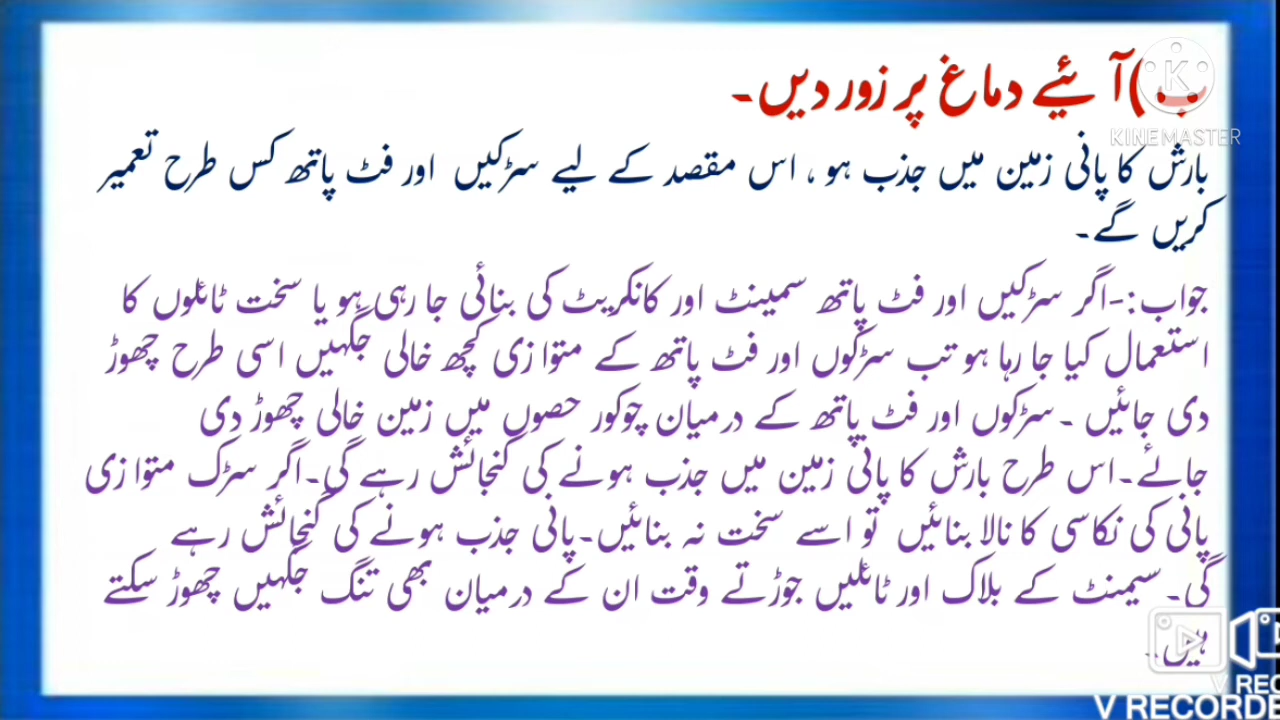 ب )آ ئیے دماغ پر زور دیں۔
KINEMASTER
بارش کا پانی زمین میں جذب ہو ، اس مقصد کے لیے سڑکیں اور فٹ پاتھ کس طرح تعمیر
کریں گے۔
جواب:-اگر سڑکیں اور فٹ پاتھ سمینٹ اور کانکریٹ کی بنائی جا رہی ہو یا سخت ٹائلوں کا
استعمال کیا جا رہا ہو تب سڑکوں اور فٹ پاتھ کے متوازی کچھ خالی جگہیں اسی طرح چھوڑ
دی جائیں ۔سڑکوں اور فٹ پاتھ کے درمیان چوکور حصوں میں زمین خالی چھوڑ دی
جائے۔اس طرح بارش کا پانی زمین میں جذب ہونے کی گنجائش رہے گی۔اگر سڑک متوازی
پانی کی نکاسی کا نالا بنائیں تو اسے سخت نہ بنائیں۔پانی جذب ہونے کی گنجائش رہے
گی۔سیمنٹ کے بلاک اور ٹائلیں جوڑتے وقت ان کے درمیان بھی تنگ جگہیں چھوڑ سکتے
ہیں۔
V REC
V RECORDE